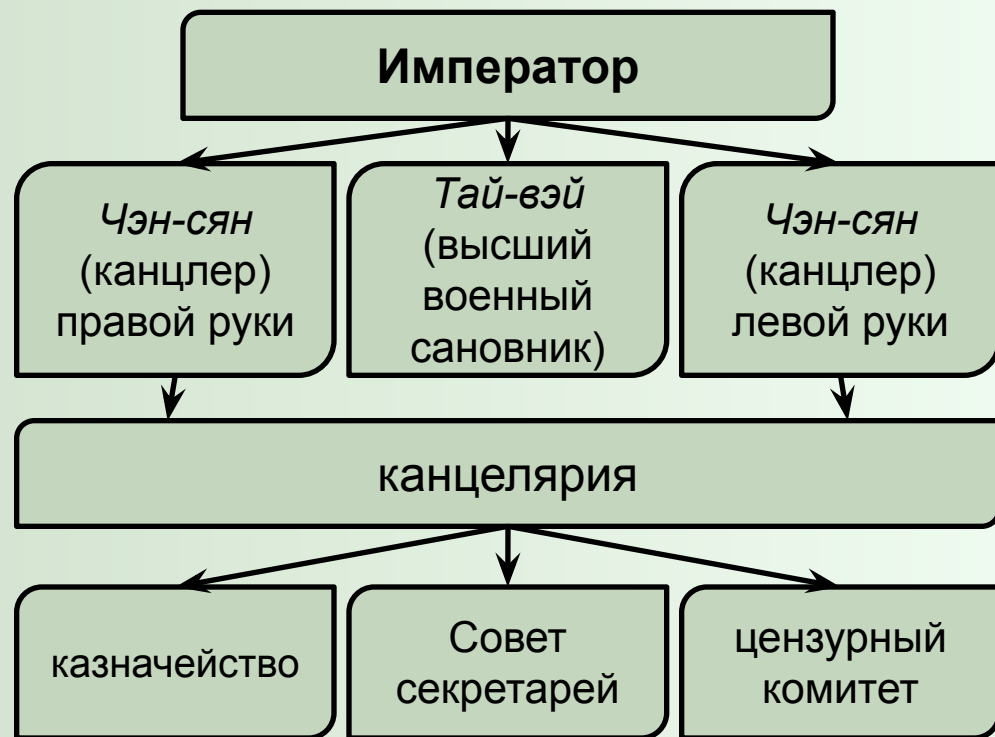 Император
Чэн-сян
(канцлер)
правой руки
Тай-вэй
(высший
военный
сановник)
Чэн-сян
(канцлер)
левой руки
канцелярия
казначейство
Совет
секретарей
цензурный
комитет